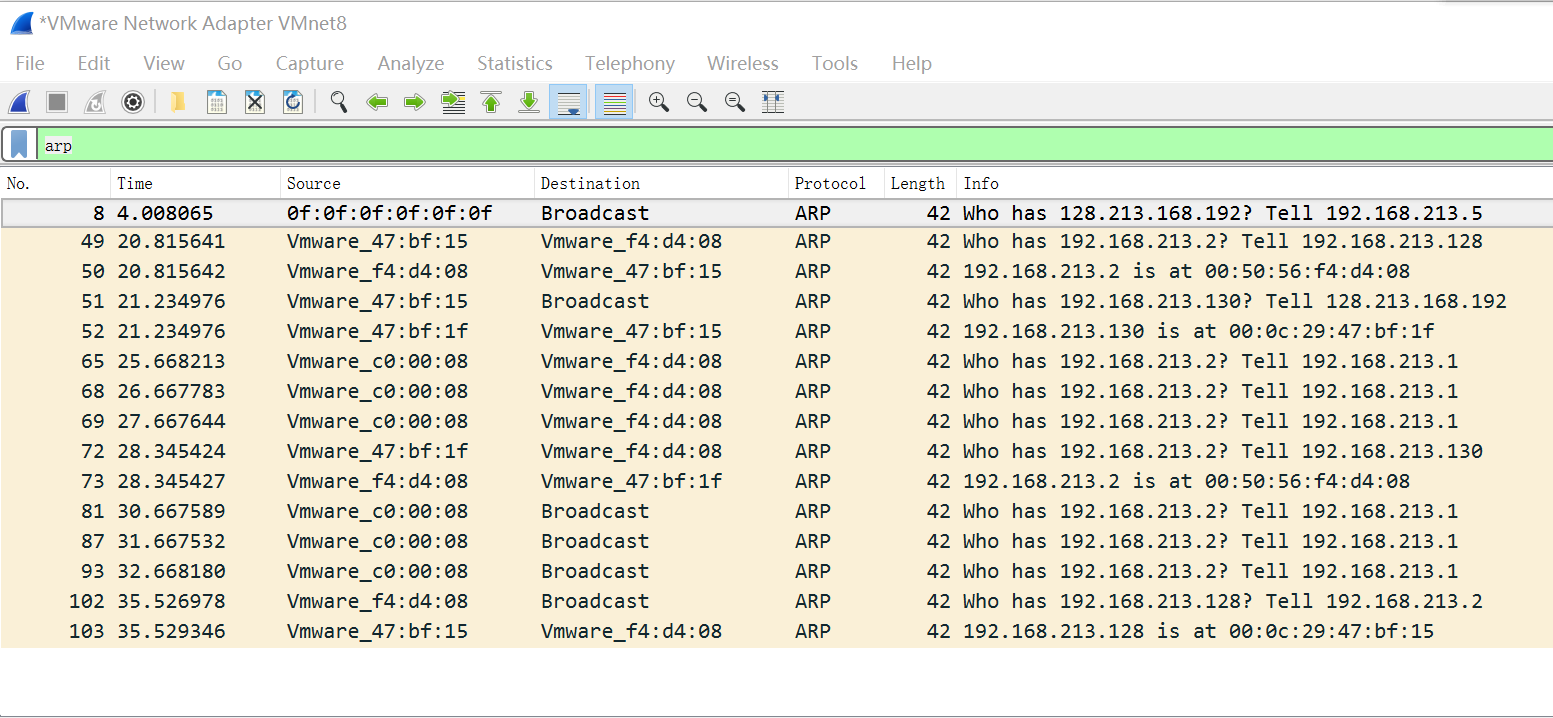 *VMware Network Adapter VMnet8
File Edit View Go Capture Analyze Statistics Telephony Wireless Tools Help
arp
No. Time Source Destination Protocol Length Info
8 4.008065 0f:0f:0f:0f:0f:0f Broadcast ARP 42 Who has 128.213.168.192? Tell 192.168.213.5
49 20.815641 Vmware_47:bf:15 Vmware_f4:d4:08 ARP 42 Who has 192.168.213.2? Tell 192.168.213.128
50 20.815642 Vmware_f4:d4:08 Vmware_47:bf:15 ARP 42 192.168.213.2 is at 00:50:56:f4:d4:08
51 21.234976 Vmware_47:bf:15 Broadcast ARP 42 Who has 192.168.213.130? Tell 128.213.168.192
52 21.234976 Vmware_47:bf:1f Vmware_47:bf:15 ARP 42 192.168.213.130 is at 00:0c:29:47:bf:1f
65 25.668213 Vmware_c0:00:08 Vmware_f4:d4:08 ARP 42 Who has 192.168.213.2? Tell 192.168.213.1
68 26.667783 Vmware_c0:00:08 Vmware_f4:d4:08 ARP 42 Who has 192.168.213.2? Tell 192.168.213.1
69 27.667644 Vmware_c0:00:08 Vmware_f4:d4:08 ARP 42 Who has 192.168.213.2? Tell 192.168.213.1
72 28.345424 Vmware_47:bf:1f Vmware_f4:d4:08 ARP 42 Who has 192.168.213.2? Tell 192.168.213.130
73 28.345427 Vmware_f4:d4:08 Vmware_47:bf:1f ARP 42 192.168.213.2 is at 00:50:56:f4:d4:08
81 30.667589 Vmware_c0:00:08 Broadcast ARP 42 Who has 192.168.213.2? Tell 192.168.213.1
87 31.667532 Vmware_c0:00:08 Broadcast ARP 42 Who has 192.168.213.2? Tell 192.168.213.1
93 32.668180 Vmware_c0:00:08 Broadcast ARP 42 Who has 192.168.213.2? Tell 192.168.213.1
102 35.526978 Vmware_f4:d4:08 Broadcast ARP 42 Who has 192.168.213.128? Tell 192.168.213.2
103 35.529346 Vmware_47:bf:15 Vmware_f4:d4:08 ARP 42 192.168.213.128 is at 00:0c:29:47:bf:15